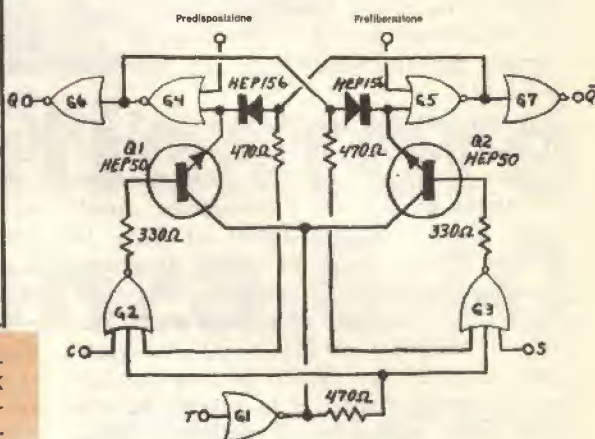 Predisposizione Preliberazione
Q G6 G4 HEP156 HEP156 G5 G7 Q̄
Q1 HEP50 470Ω 470Ω Q2 HEP50
330Ω 330Ω
G2 G3
C S
470Ω
T G1